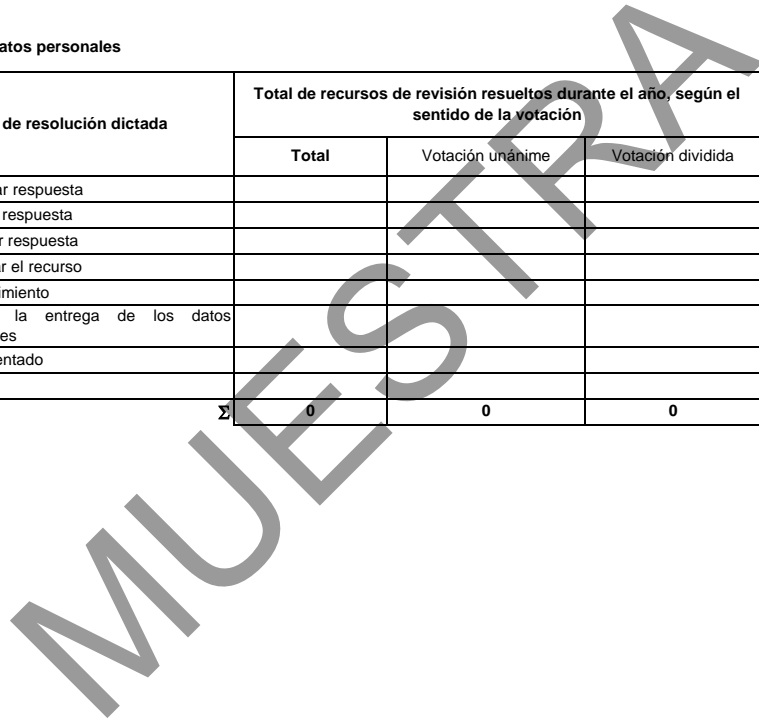 atos personales
de resolución dictada
Total de recursos de revisión resueltos durante el año, según el
sentido de la votación
Total
Votación unánime
Votación dividida
ar respuesta
respuesta
r respuesta
ar el recurso
imiento
la entrega de los datos
es
entado
Σ 0 0 0
MUESTRA